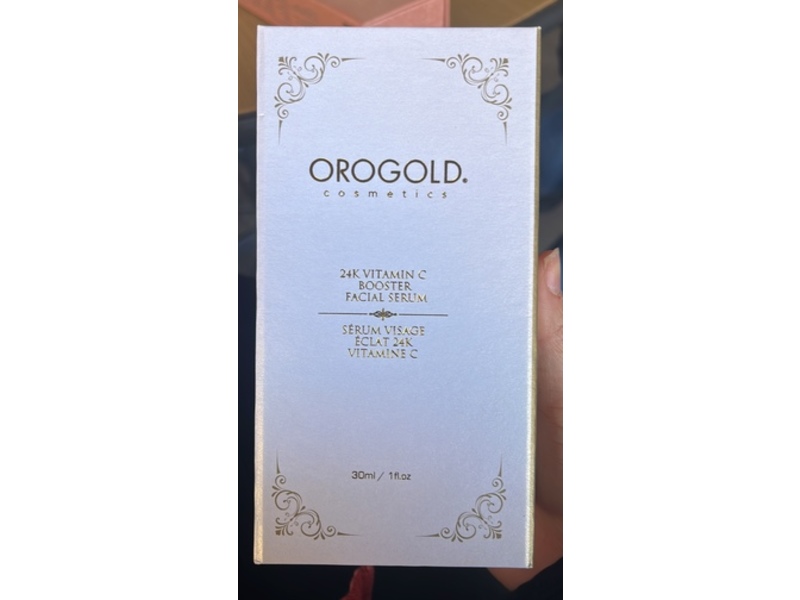 OROGOLD®
cosmetics
24K VITAMIN C
BOOSTER
FACIAL SERUM
SÉRUM VISAGE
ÉCLAT 24K
VITAMINE C
30ml / 1fl.oz